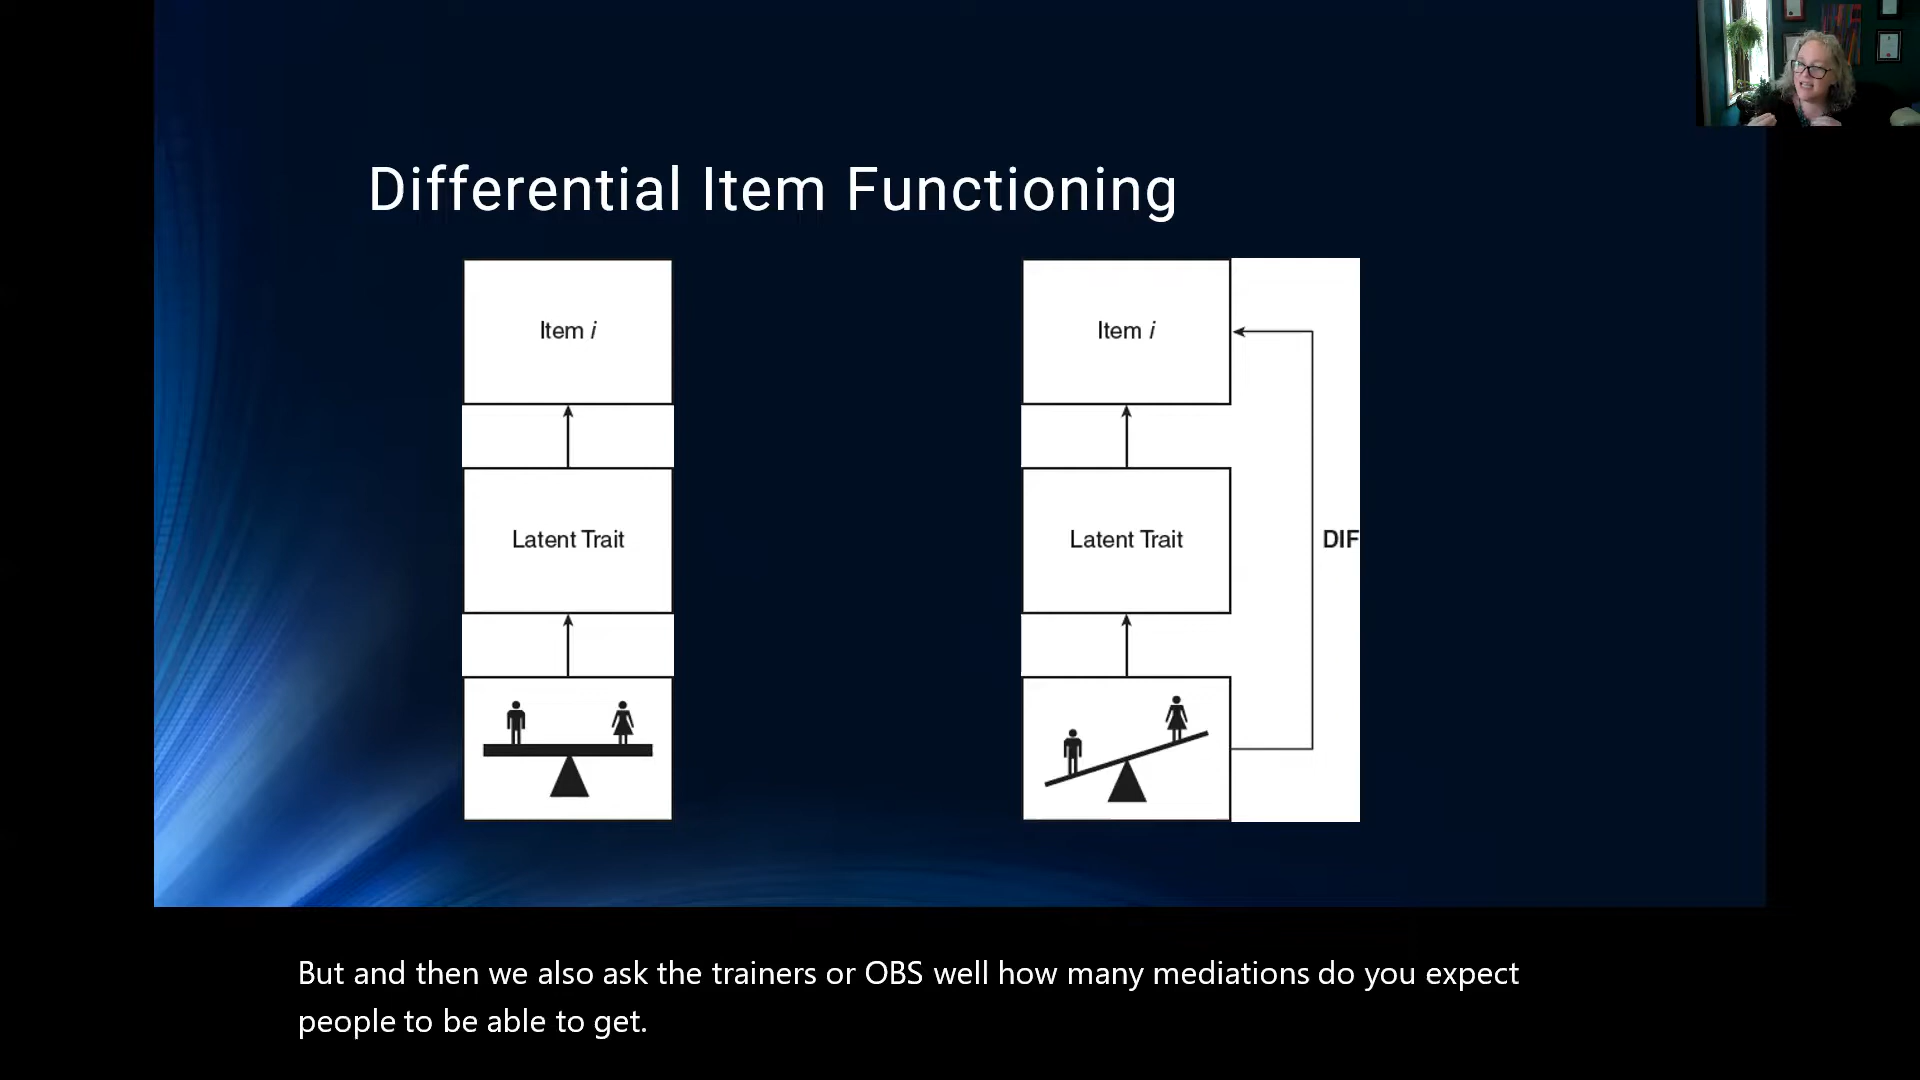 Differential Item Functioning
Item i
Latent Trait
Item i
Latent Trait
DIF
But and then we also ask the trainers or OBS well how many mediations do you expect
people to be able to get.